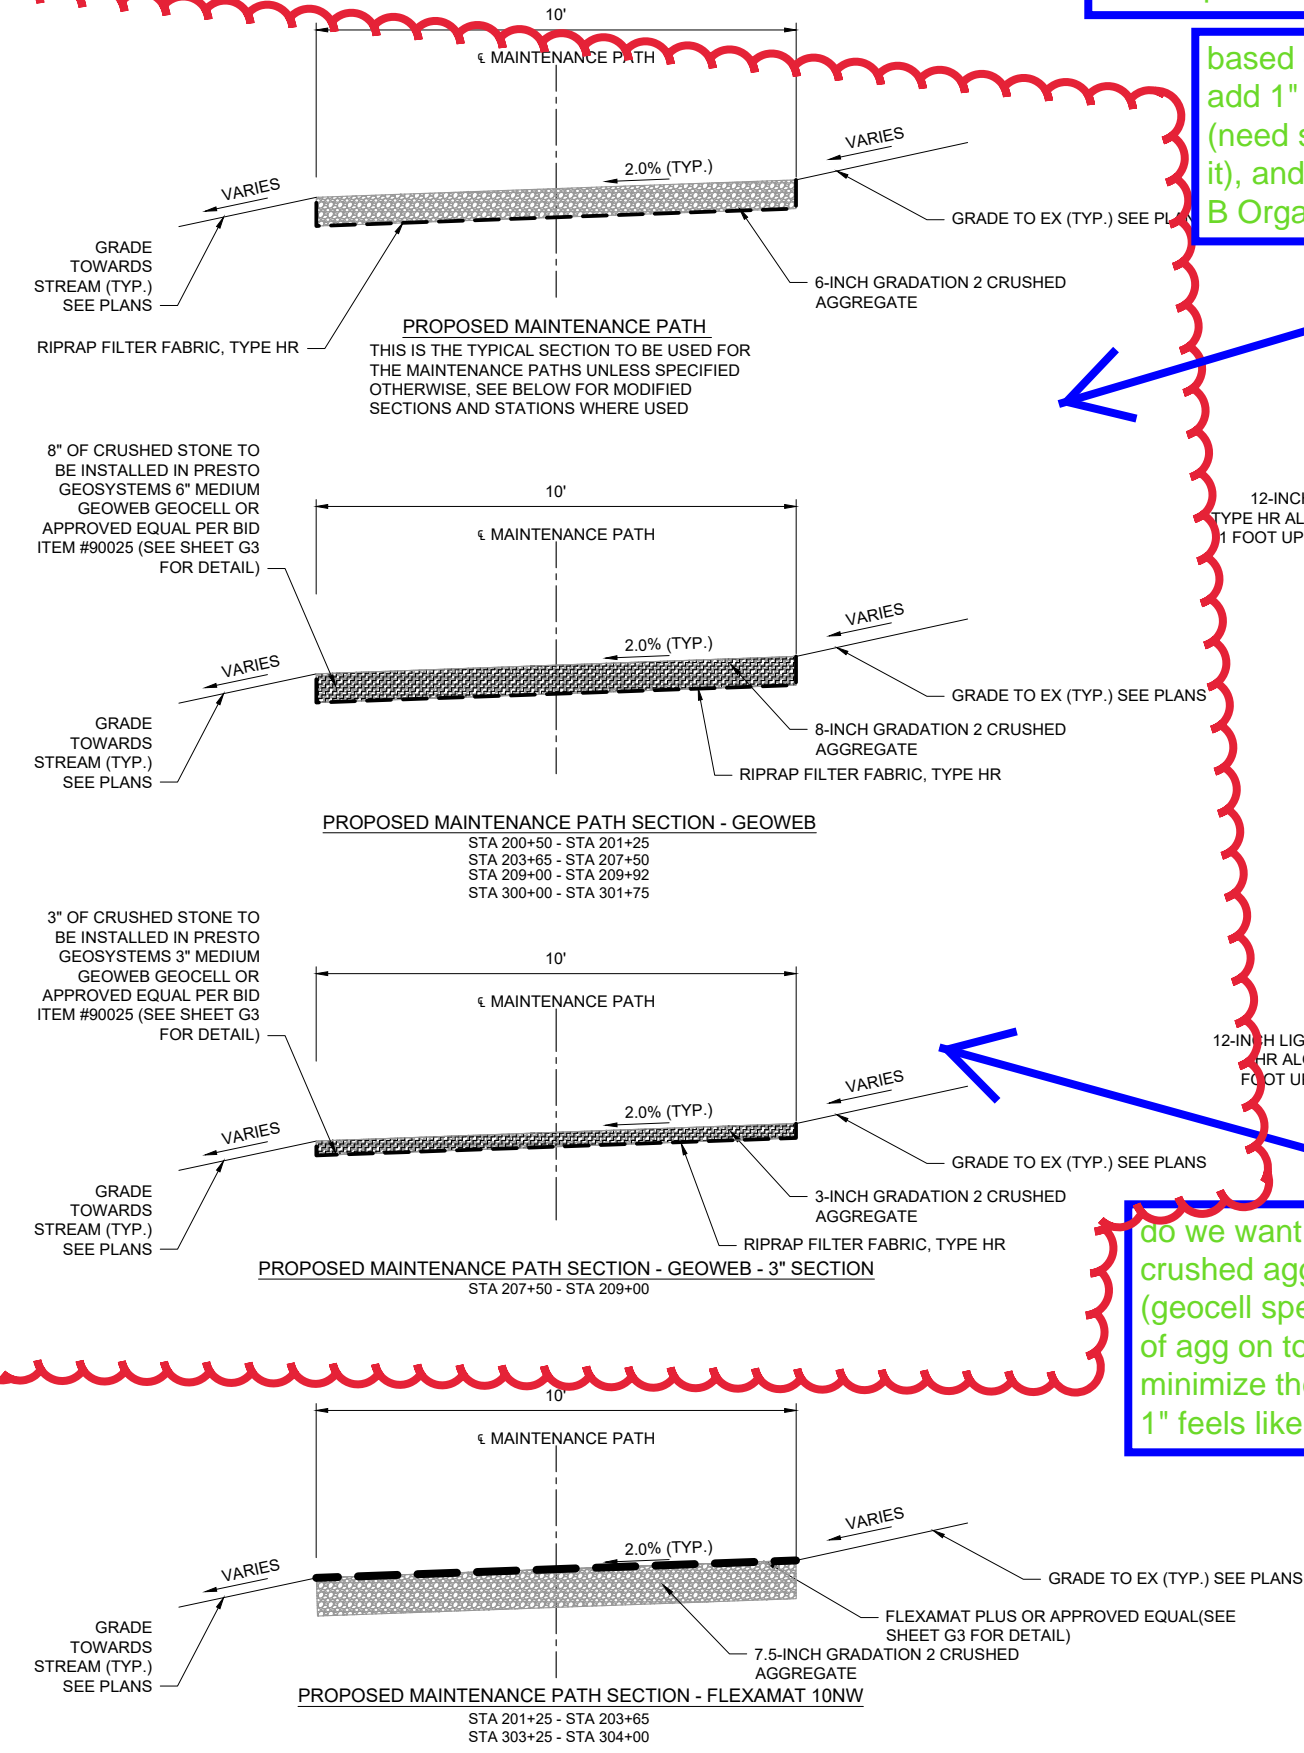 10'
℄ MAINTENANCE PATH
VARIES
2.0% (TYP.)
VARIES
GRADE
TOWARDS
STREAM (TYP.)
SEE PLANS
GRADE TO EX (TYP.) SEE
6-INCH GRADATION 2 CRUSHED
AGGREGATE
RIPRAP FILTER FABRIC, TYPE HR
PROPOSED MAINTENANCE PATH
THIS IS THE TYPICAL SECTION TO BE USED FOR
THE MAINTENANCE PATHS UNLESS SPECIFIED
OTHERWISE, SEE BELOW FOR MODIFIED
SECTIONS AND STATIONS WHERE USED
based
add 1"
(need
it), and
B
8" OF CRUSHED STONE TO
BE INSTALLED IN PRESTO
GEOSYSTEMS 6" MEDIUM
GEOWEB GEOCELL OR
APPROVED EQUAL PER BID
ITEM #90025 (SEE SHEET G3
FOR DETAIL)
10'
℄ MAINTENANCE PATH
VARIES
2.0% (TYP.)
VARIES
GRADE
TOWARDS
STREAM (TYP.)
SEE PLANS
GRADE TO EX (TYP.) SEE PLANS
8-INCH GRADATION 2 CRUSHED
AGGREGATE
RIPRAP FILTER FABRIC, TYPE HR
PROPOSED MAINTENANCE PATH SECTION - GEOWEB
STA 200+50 - STA 201+25
STA 203+65 - STA 207+50
STA 209+00 - STA 209+92
STA 300+00 - STA 301+75
12-INCH
TYPE HR
1 FOOT UP
3" OF CRUSHED STONE TO
BE INSTALLED IN PRESTO
GEOSYSTEMS 3" MEDIUM
GEOWEB GEOCELL OR
APPROVED EQUAL PER BID
ITEM #90025 (SEE SHEET G3
FOR DETAIL)
10'
℄ MAINTENANCE PATH
VARIES
2.0% (TYP.)
VARIES
GRADE
TOWARDS
STREAM (TYP.)
SEE PLANS
GRADE TO EX (TYP.) SEE PLANS
3-INCH GRADATION 2 CRUSHED
AGGREGATE
RIPRAP FILTER FABRIC, TYPE HR
PROPOSED MAINTENANCE PATH SECTION - GEOWEB - 3" SECTION
STA 207+50 - STA 209+00
12-INCH
HR
FOOT
do we want
crushed
(geocell
of agg on
minimize
1" feels like
10'
℄ MAINTENANCE PATH
VARIES
2.0% (TYP.)
VARIES
GRADE
TOWARDS
STREAM (TYP.)
SEE PLANS
GRADE TO EX (TYP.) SEE PLANS
FLEXAMAT PLUS OR APPROVED EQUAL(SEE
SHEET G3 FOR DETAIL)
7.5-INCH GRADATION 2 CRUSHED
AGGREGATE
PROPOSED MAINTENANCE PATH SECTION - FLEXAMAT 10NW
STA 201+25 - STA 203+65
STA 303+25 - STA 304+00